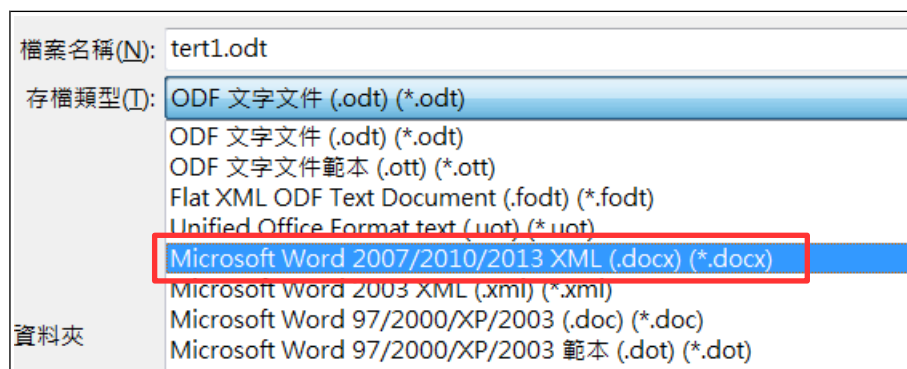 檔案名稱(N): tert1.odt
存檔類型(T): ODF 文字文件 (.odt) (*.odt)
ODF 文字文件 (.odt) (*.odt)
ODF 文字文件範本 (.ott) (*.ott)
Flat XML ODF Text Document (.fodt) (*.fodt)
Unified Office Format text (.uot) (*.uot)
Microsoft Word 2007/2010/2013 XML (.docx) (*.docx)
Microsoft Word 2003 XML (.xml) (*.xml)
資料夾
Microsoft Word 97/2000/XP/2003 (.doc) (*.doc)
Microsoft Word 97/2000/XP/2003 範本 (.dot) (*.dot)